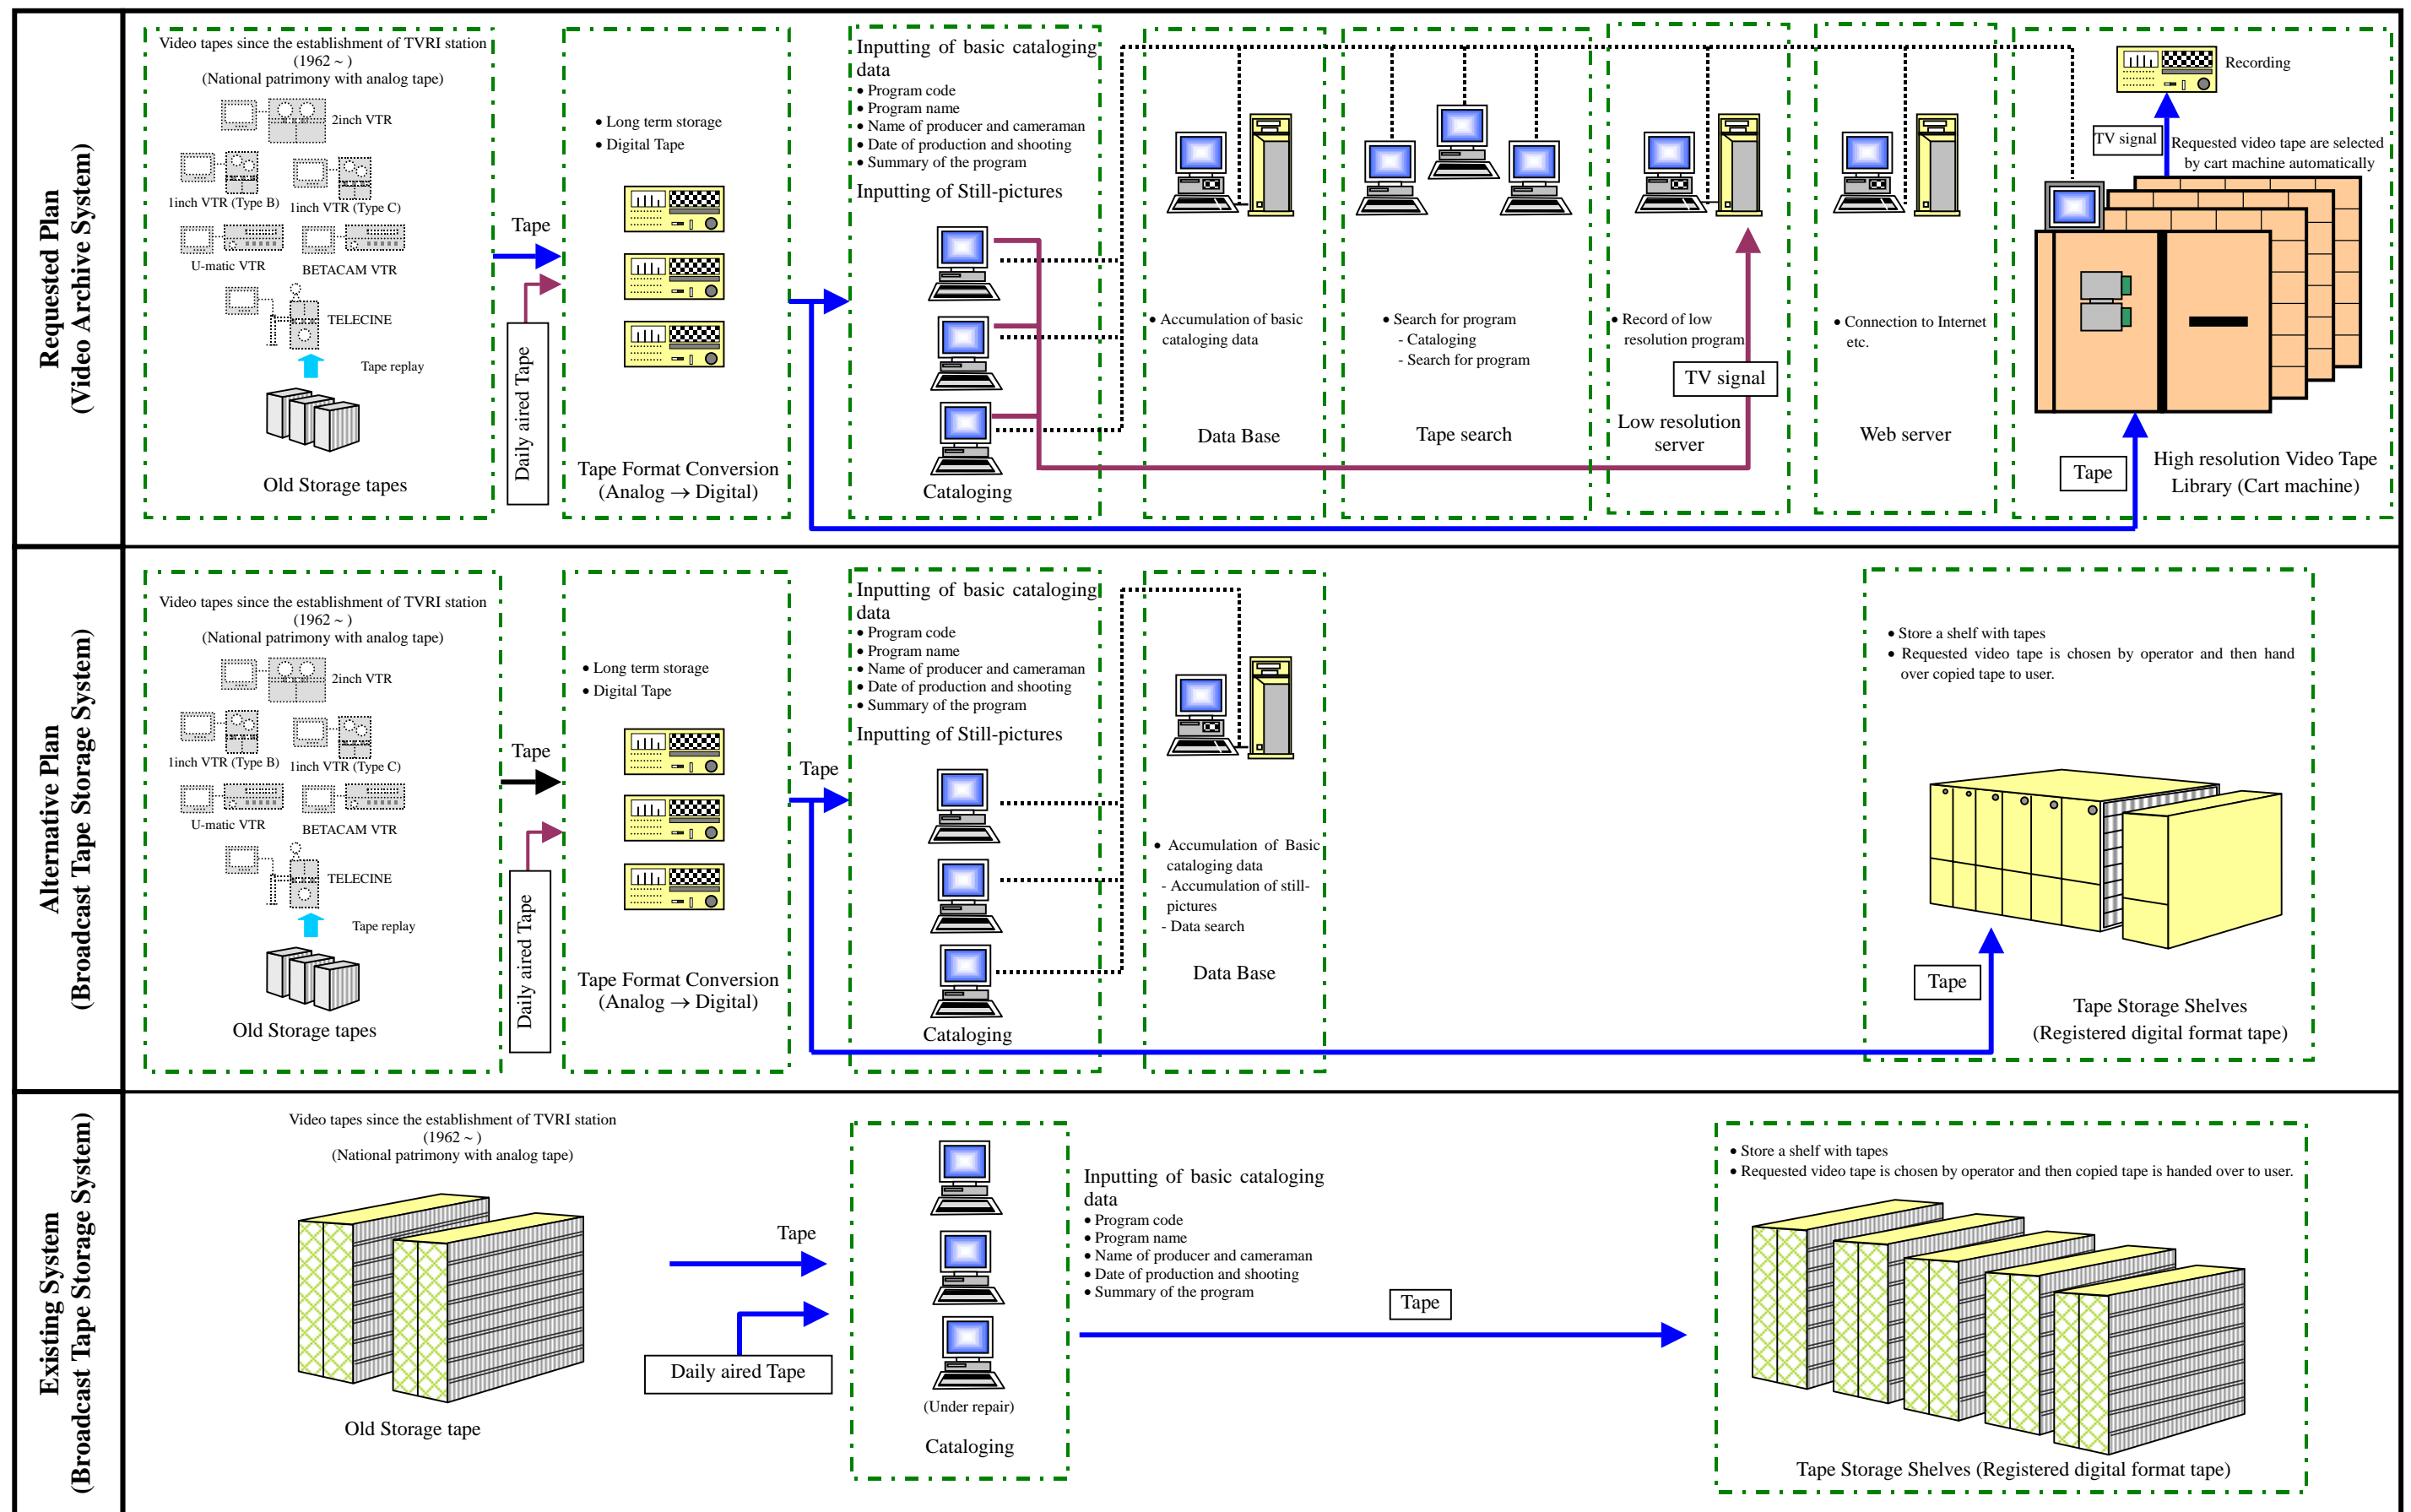 Requested Plan
(Video Archive System)
Video tapes since the establishment of TVRI station
(1962 ~ )
(National patrimony with analog tape)
2inch VTR
1inch VTR (Type B)
1inch VTR (Type C)
U-matic VTR
BETACAM VTR
TELECINE
Tape replay
Old Storage tapes
Tape
Daily aired Tape
• Long term storage
• Digital Tape
Tape Format Conversion
(Analog → Digital)
Inputting of basic cataloging
data
• Program code
• Program name
• Name of producer and cameraman
• Date of production and shooting
• Summary of the program
Inputting of Still-pictures
Cataloging
• Accumulation of basic
cataloging data
Data Base
• Search for program
- Cataloging
- Search for program
Tape search
• Record of low
resolution program
TV signal
Low resolution
server
• Connection to Internet
etc.
Web server
Recording
TV signal
Requested video tape are selected
by cart machine automatically
Tape
High resolution Video Tape
Library (Cart machine)
Alternative Plan
(Broadcast Tape Storage System)
Video tapes since the establishment of TVRI station
(1962 ~ )
(National patrimony with analog tape)
2inch VTR
1inch VTR (Type B)
1inch VTR (Type C)
U-matic VTR
BETACAM VTR
TELECINE
Tape replay
Old Storage tapes
Tape
Daily aired Tape
• Long term storage
• Digital Tape
Tape Format Conversion
(Analog → Digital)
Tape
Inputting of basic cataloging
data
• Program code
• Program name
• Name of producer and cameraman
• Date of production and shooting
• Summary of the program
Inputting of Still-pictures
Cataloging
• Accumulation of Basic
cataloging data
- Accumulation of still-
pictures
- Data search
Data Base
• Store a shelf with tapes
• Requested video tape is chosen by operator and then hand
over copied tape to user.
Tape
Tape Storage Shelves
(Registered digital format tape)
Existing System
(Broadcast Tape Storage System)
Video tapes since the establishment of TVRI station
(1962 ~ )
(National patrimony with analog tape)
Old Storage tape
Tape
Daily aired Tape
(Under repair)
Cataloging
Inputting of basic cataloging
data
• Program code
• Program name
• Name of producer and cameraman
• Date of production and shooting
• Summary of the program
Tape
• Store a shelf with tapes
• Requested video tape is chosen by operator and then copied tape is handed over to user.
Tape Storage Shelves (Registered digital format tape)